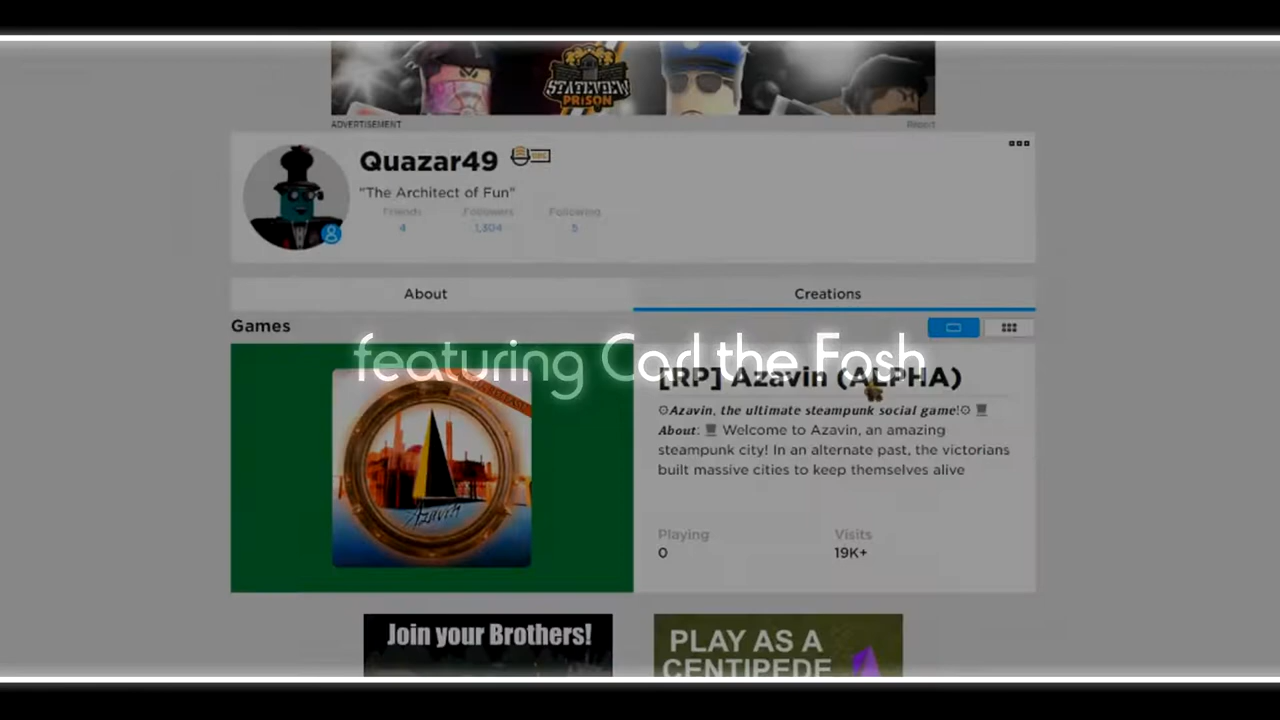 STATEVIEW
PRISON
ADVERTISEMENT
Report
Quazar49
OBC
"The Architect of Fun"
Friends
Followers
Following
4
1,304
5
About
Creations
Games
featuring Carl the Fosh
[RP] Azavin (ALPHA)
⚙Azavin, the ultimate steampunk social game!⚙ 🎩
About: 🎩 Welcome to Azavin, an amazing
steampunk city! In an alternate past, the victorians
built massive cities to keep themselves alive
Azavin
Playing
Visits
0
19K+
Join your Brothers!
PLAY AS A
CENTIPEDE